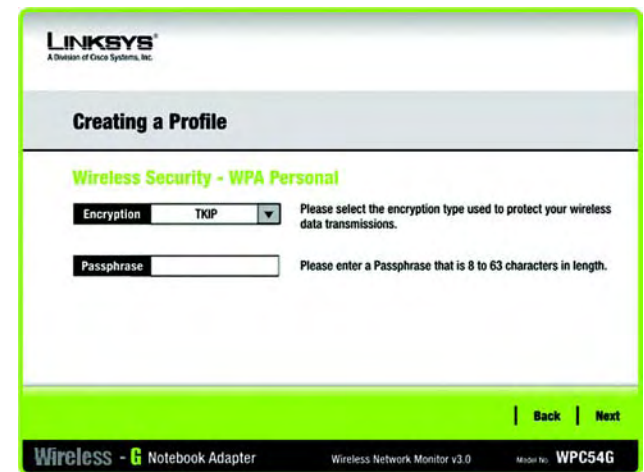 LINKSYS®
A Division of Cisco Systems, Inc.
Creating a Profile
Wireless Security - WPA Personal
Encryption TKIP Please select the encryption type used to protect your wireless
data transmissions.
Passphrase Please enter a Passphrase that is 8 to 63 characters in length.
Back Next
Wireless - G Notebook Adapter Wireless Network Monitor v3.0 Model No. WPC54G